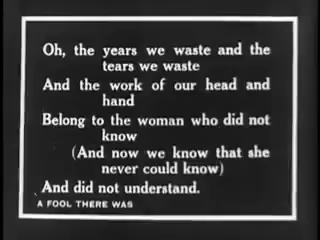 Oh, the years we waste and the
tears we waste
And the work of our head and
hand
Belong to the woman who did not
know
(And now we know that she
never could know)
And did not understand.
A FOOL THERE WAS